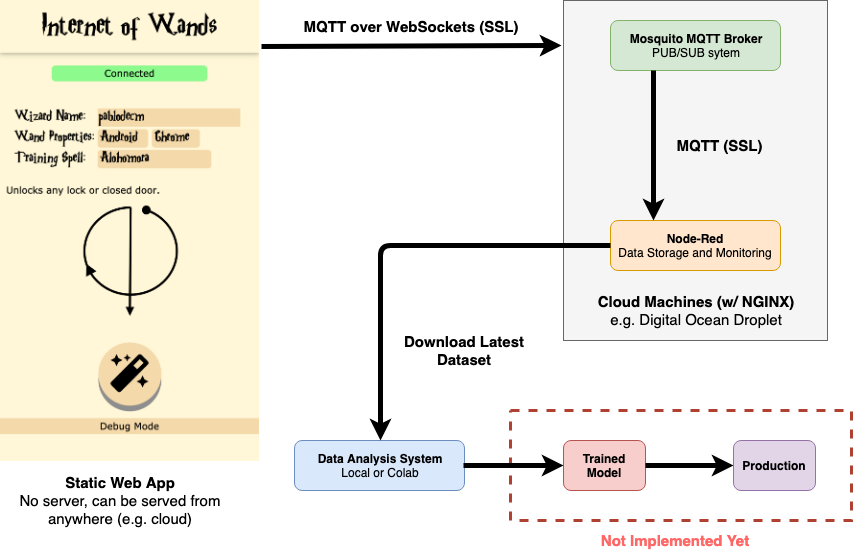 Internet of Wands
Connected
Wizard Name: pablodecm
Wand Properties: Android Chrome
Training Spell: Alohomora
Unlocks any lock or closed door.
Debug Mode
Static Web App
No server, can be served from
anywhere (e.g. cloud)
MQTT over WebSockets (SSL)
Mosquito MQTT Broker
PUB/SUB sytem
MQTT (SSL)
Node-Red
Data Storage and Monitoring
Cloud Machines (w/ NGINX)
e.g. Digital Ocean Droplet
Download Latest
Dataset
Data Analysis System
Local or Colab
Trained
Model
Production
Not Implemented Yet